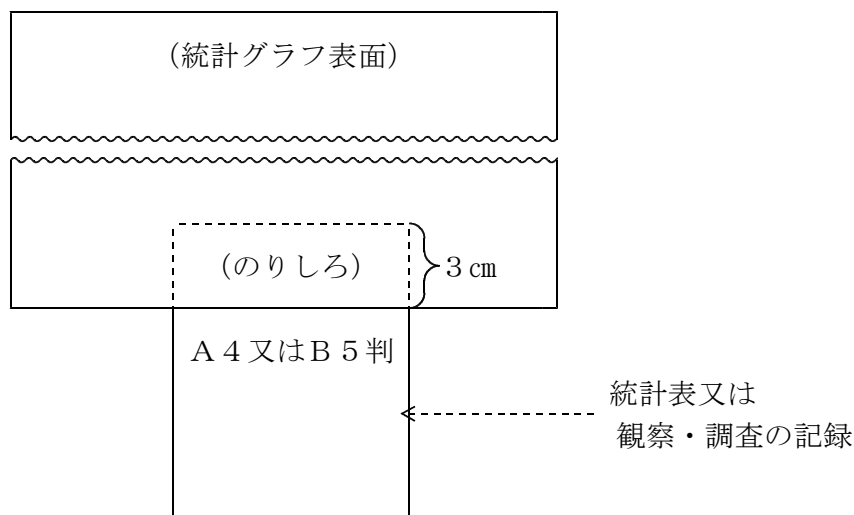 （統計グラフ表面）
（のりしろ）
３㎝
Ａ４又はＢ５判
統計表又は
観察・調査の記録